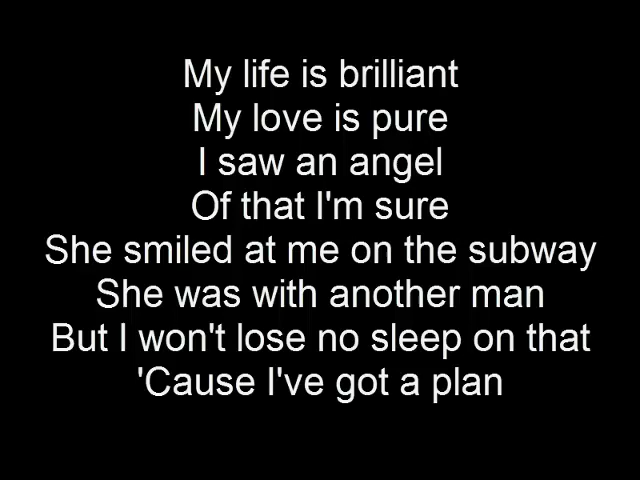 My life is brilliant
My love is pure
I saw an angel
Of that I'm sure
She smiled at me on the subway
She was with another man
But I won't lose no sleep on that
'Cause I've got a plan